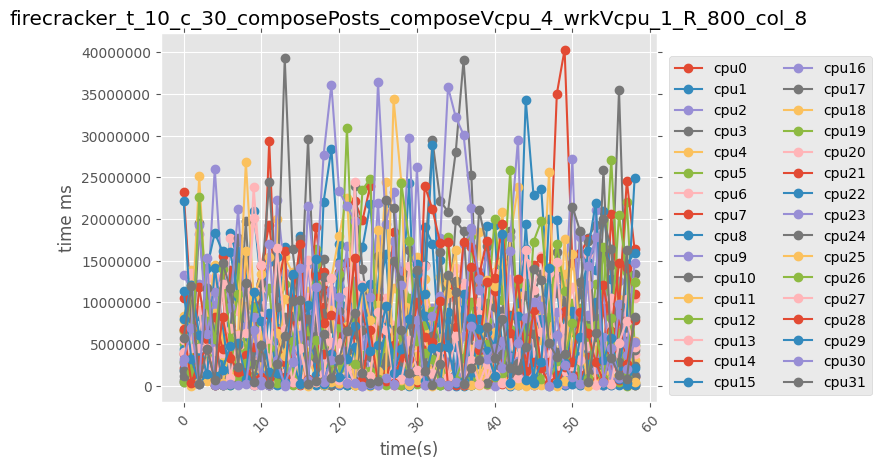 firecracker_t_10_c_30_composePosts_composeVcpu_4_wrkVcpu_1_R_800_col_8
40000000
35000000
30000000
25000000
20000000
15000000
10000000
5000000
0
time ms
0 10 20 30 40 50 60
time(s)
cpu0 cpu16
cpu1 cpu17
cpu2 cpu18
cpu3 cpu19
cpu4 cpu20
cpu5 cpu21
cpu6 cpu22
cpu7 cpu23
cpu8 cpu24
cpu9 cpu25
cpu10 cpu26
cpu11 cpu27
cpu12 cpu28
cpu13 cpu29
cpu14 cpu30
cpu15 cpu31